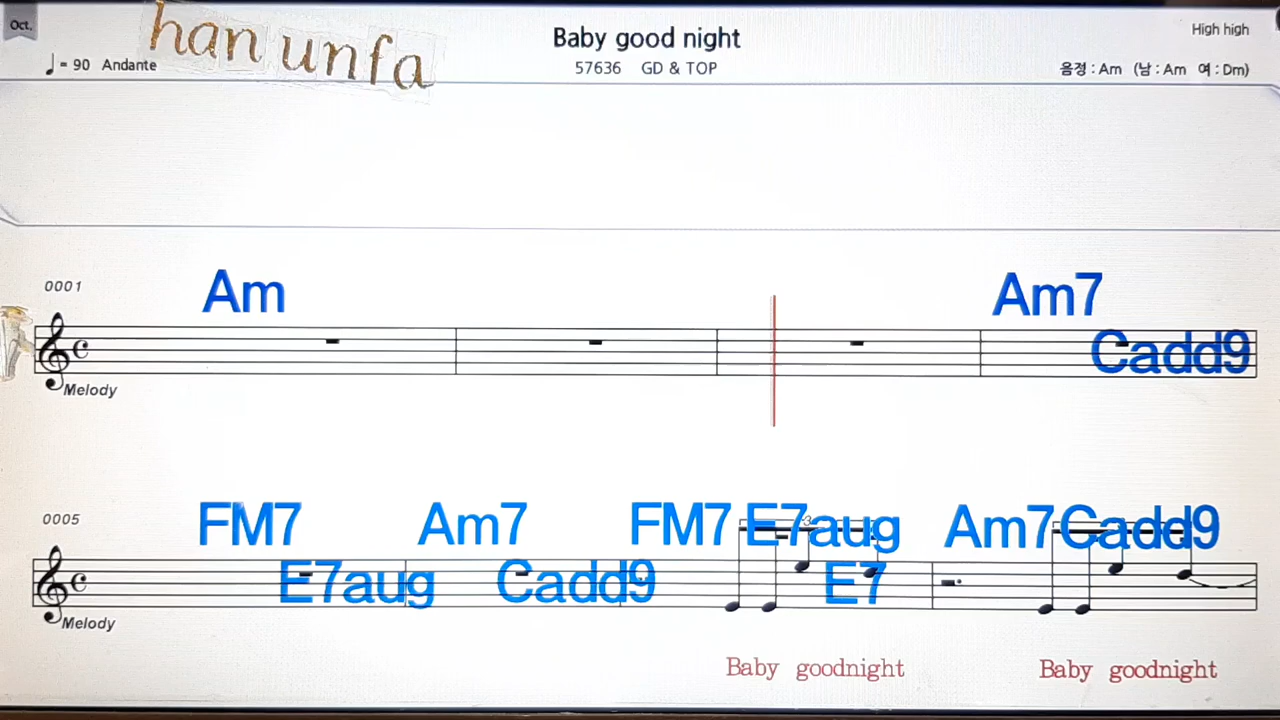 Oct.
han unfa
Baby good night
High high
♩= 90 Andante
57636 GD & TOP
음정 : Am (남 : Am 여 : Dm)
0001
Am
Am7
Cadd9
Melody
0005
FM7 Am7 FM7 E7aug Am7 Cadd9
3
E7aug Cadd9 E7
Melody
Baby goodnight Baby goodnight